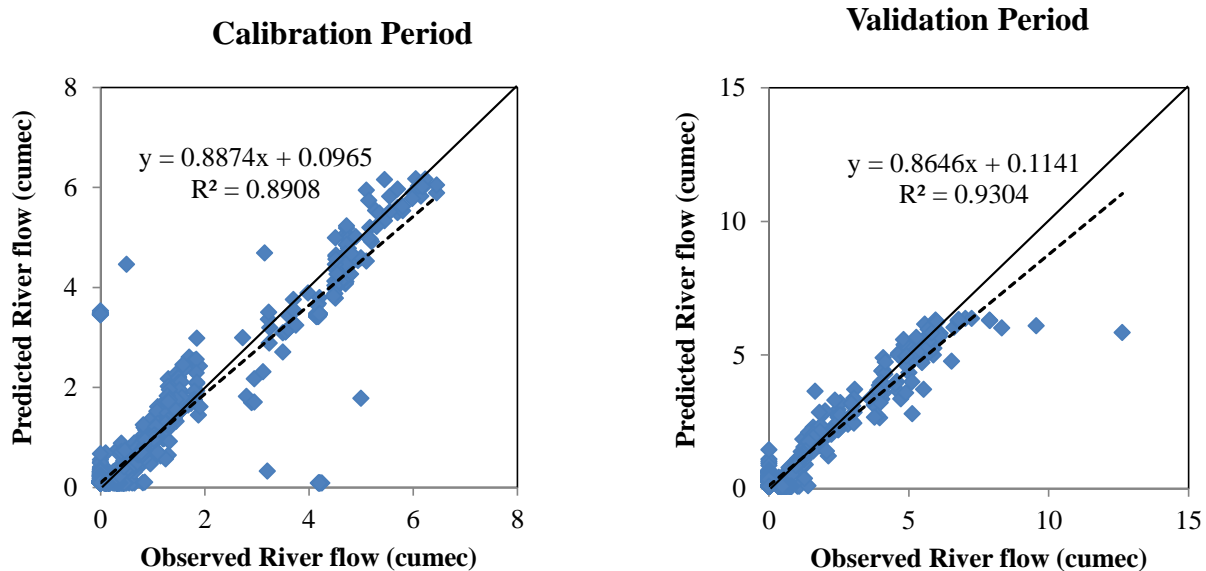 Calibration Period
8
6
4
2
0
0 2 4 6 8
Predicted River flow (cumec)
Observed River flow (cumec)
y = 0.8874x + 0.0965
R² = 0.8908
Validation Period
15
10
5
0
0 5 10 15
Predicted River flow (cumec)
Observed River flow (cumec)
y = 0.8646x + 0.1141
R² = 0.9304